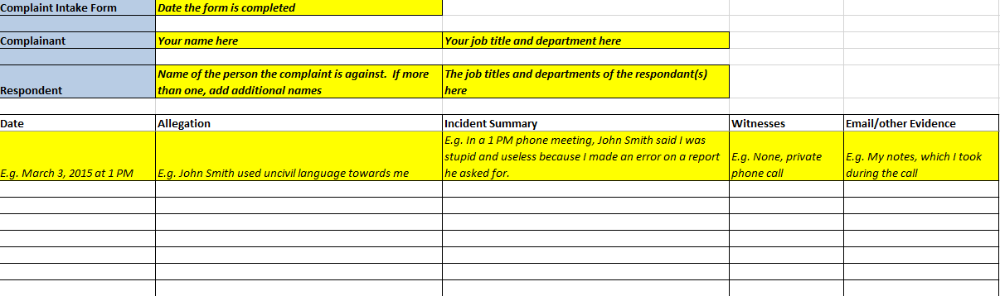 Complaint Intake Form Date the form is completed
Complainant Your name here Your job title and department here
Name of the person the complaint is against. If more The job titles and departments of the respondant(s)
Respondent than one, add additional names here
Date Allegation Incident Summary Witnesses Email/other Evidence
E.g. In a 1 PM phone meeting, John Smith said I was
stupid and useless because I made an error on a report E.g. None, private E.g. My notes, which I took
E.g. March 3, 2015 at 1 PM E.g. John Smith used uncivil language towards me he asked for. phone call during the call